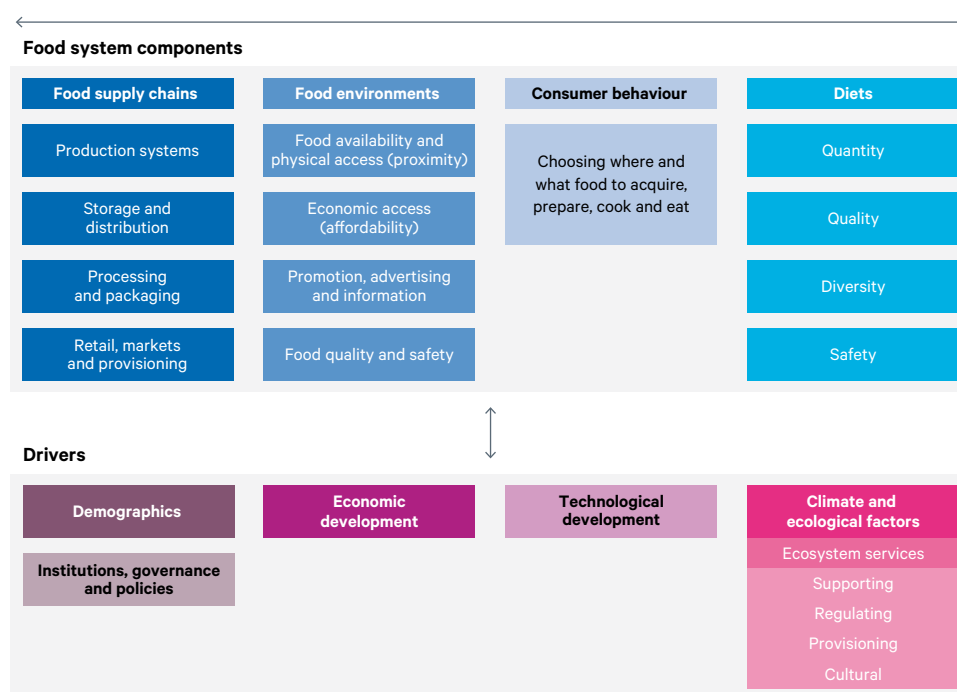 Food system components
Food supply chains
Production systems
Storage and
distribution
Processing
and packaging
Retail, markets
and provisioning
Food environments
Food availability and
physical access (proximity)
Economic access
(affordability)
Promotion, advertising
and information
Food quality and safety
Consumer behaviour
Choosing where and
what food to acquire,
prepare, cook and eat
Diets
Quantity
Quality
Diversity
Safety
Drivers
Demographics
Institutions, governance
and policies
Economic
development
Technological
development
Climate and
ecological factors
Ecosystem services
Supporting
Regulating
Provisioning
Cultural